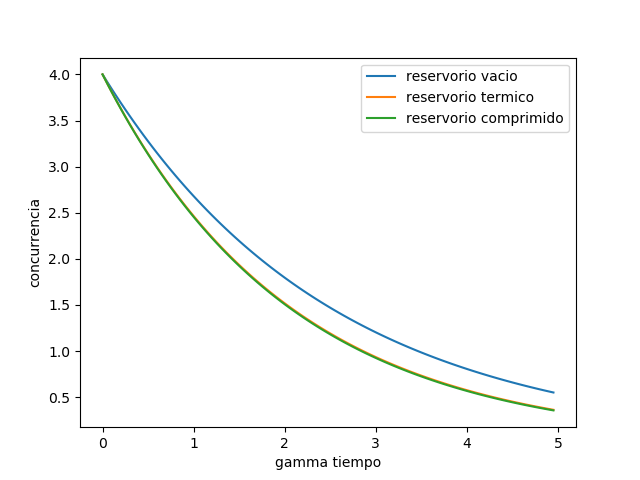 reservorio vacio
reservorio termico
reservorio comprimido
concurrencia
4.0
3.5
3.0
2.5
2.0
1.5
1.0
0.5
0 1 2 3 4 5
gamma tiempo